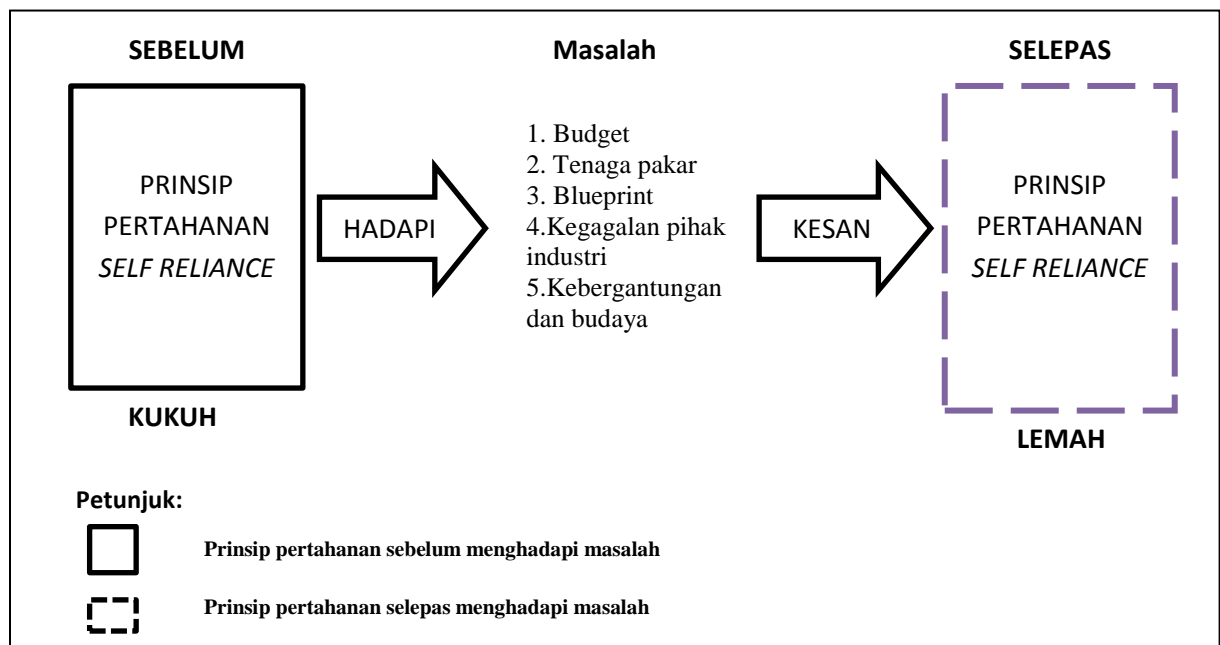 SEBELUM
Masalah
SELEPAS
PRINSIP
PERTAHANAN
SELF RELIANCE
HADAPI
1. Budget
2. Tenaga pakar
3. Blueprint
4.Kegagalan pihak
industri
5.Kebergantungan
dan budaya
KESAN
PRINSIP
PERTAHANAN
SELF RELIANCE
KUKUH
LEMAH
Petunjuk:
Prinsip pertahanan sebelum menghadapi masalah
Prinsip pertahanan selepas menghadapi masalah